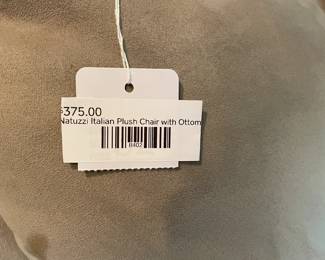 375.00
Natuzzi Italian Plush Chair with Ottom
B402